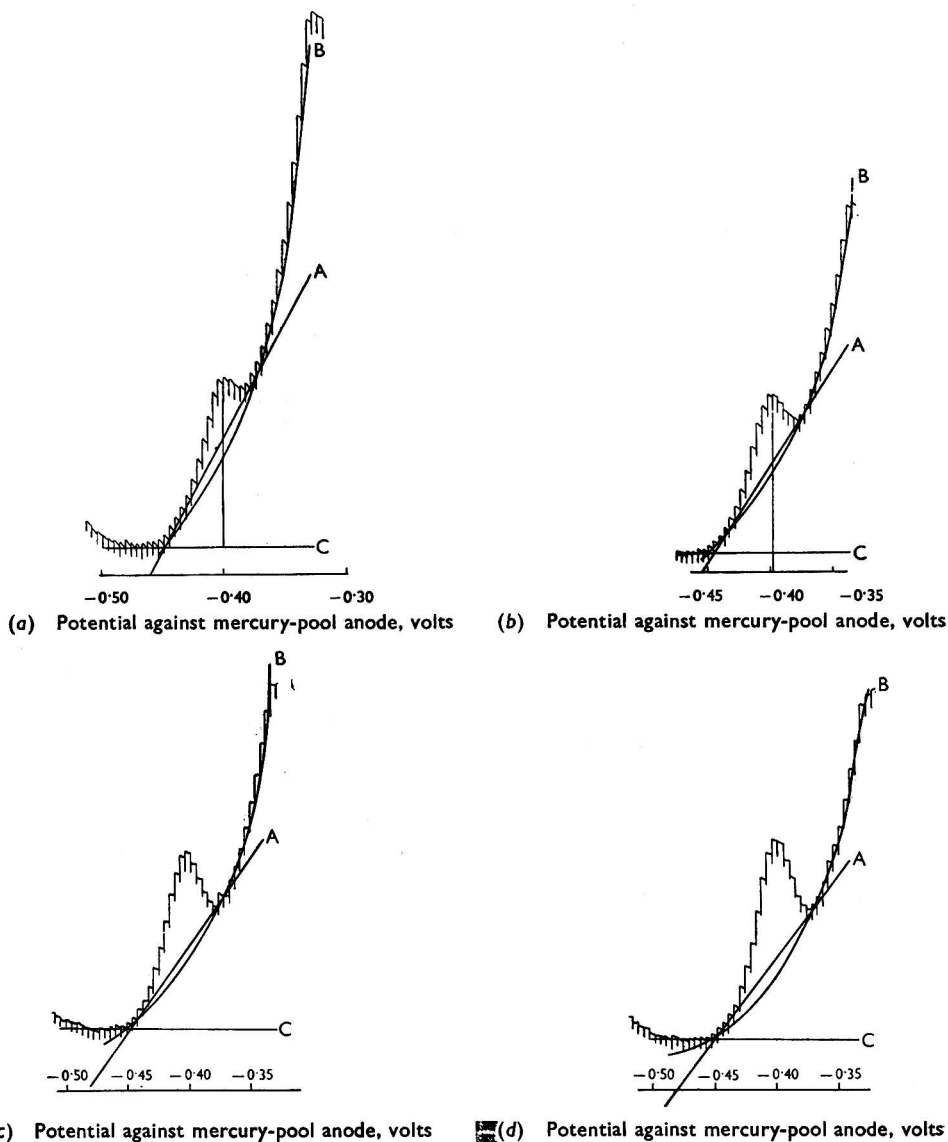 B
A
C
−0·50 −0·40 −0·30
(a) Potential against mercury-pool anode, volts
B
A
C
−0·45 −0·40 −0·35
(b) Potential against mercury-pool anode, volts
B
A
C
−0·50 −0·45 −0·40 −0·35
c) Potential against mercury-pool anode, volts
B
A
C
−0·50 −0·45 −0·40 −0·35
(d) Potential against mercury-pool anode, volts